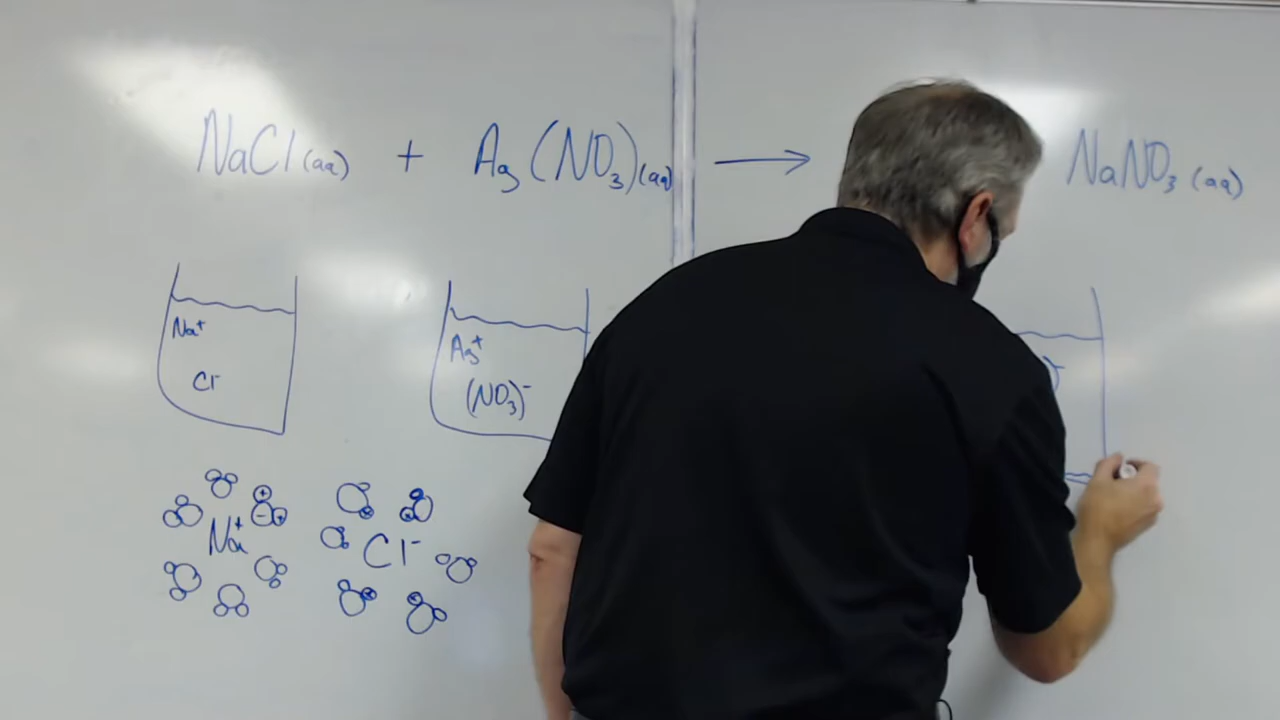 NaCl(aq) + Ag(NO₃)(aq) → NaNO₃(aq)
Na⁺
Cl⁻
Ag⁺
(NO₃)⁻
Na⁺
Cl⁻